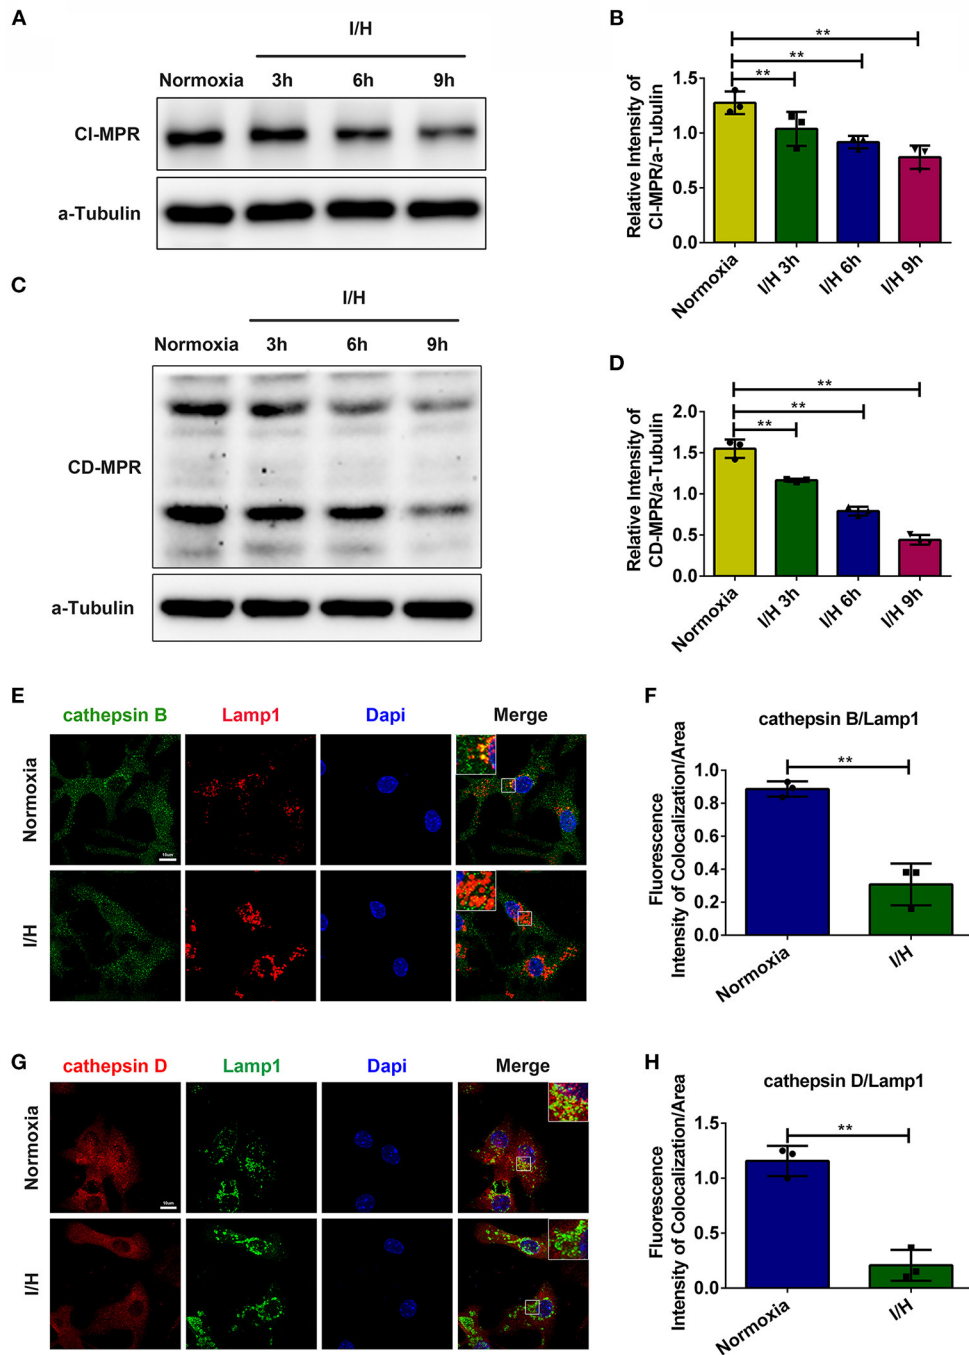 A
I/H
Normoxia 3h 6h 9h
CI-MPR
a-Tubulin
B
** 
**
**
Relative Intensity of
CI-MPR/a-Tubulin
1.5
1.0
0.5
0.0
Normoxia I/H 3h I/H 6h I/H 9h
C
I/H
Normoxia 3h 6h 9h
CD-MPR
a-Tubulin
D
**
**
**
Relative Intensity of
CD-MPR/a-Tubulin
2.0
1.5
1.0
0.5
0.0
Normoxia I/H 3h I/H 6h I/H 9h
E
cathepsin B Lamp1 Dapi Merge
Normoxia
10um
I/H
F
cathepsin B/Lamp1
**
Fluorescence
Intensity of Colocalization/Area
1.0
0.8
0.6
0.4
0.2
0.0
Normoxia I/H
G
cathepsin D Lamp1 Dapi Merge
Normoxia
10um
I/H
H
cathepsin D/Lamp1
**
Fluorescence
Intensity of Colocalization/Area
1.5
1.0
0.5
0.0
Normoxia I/H